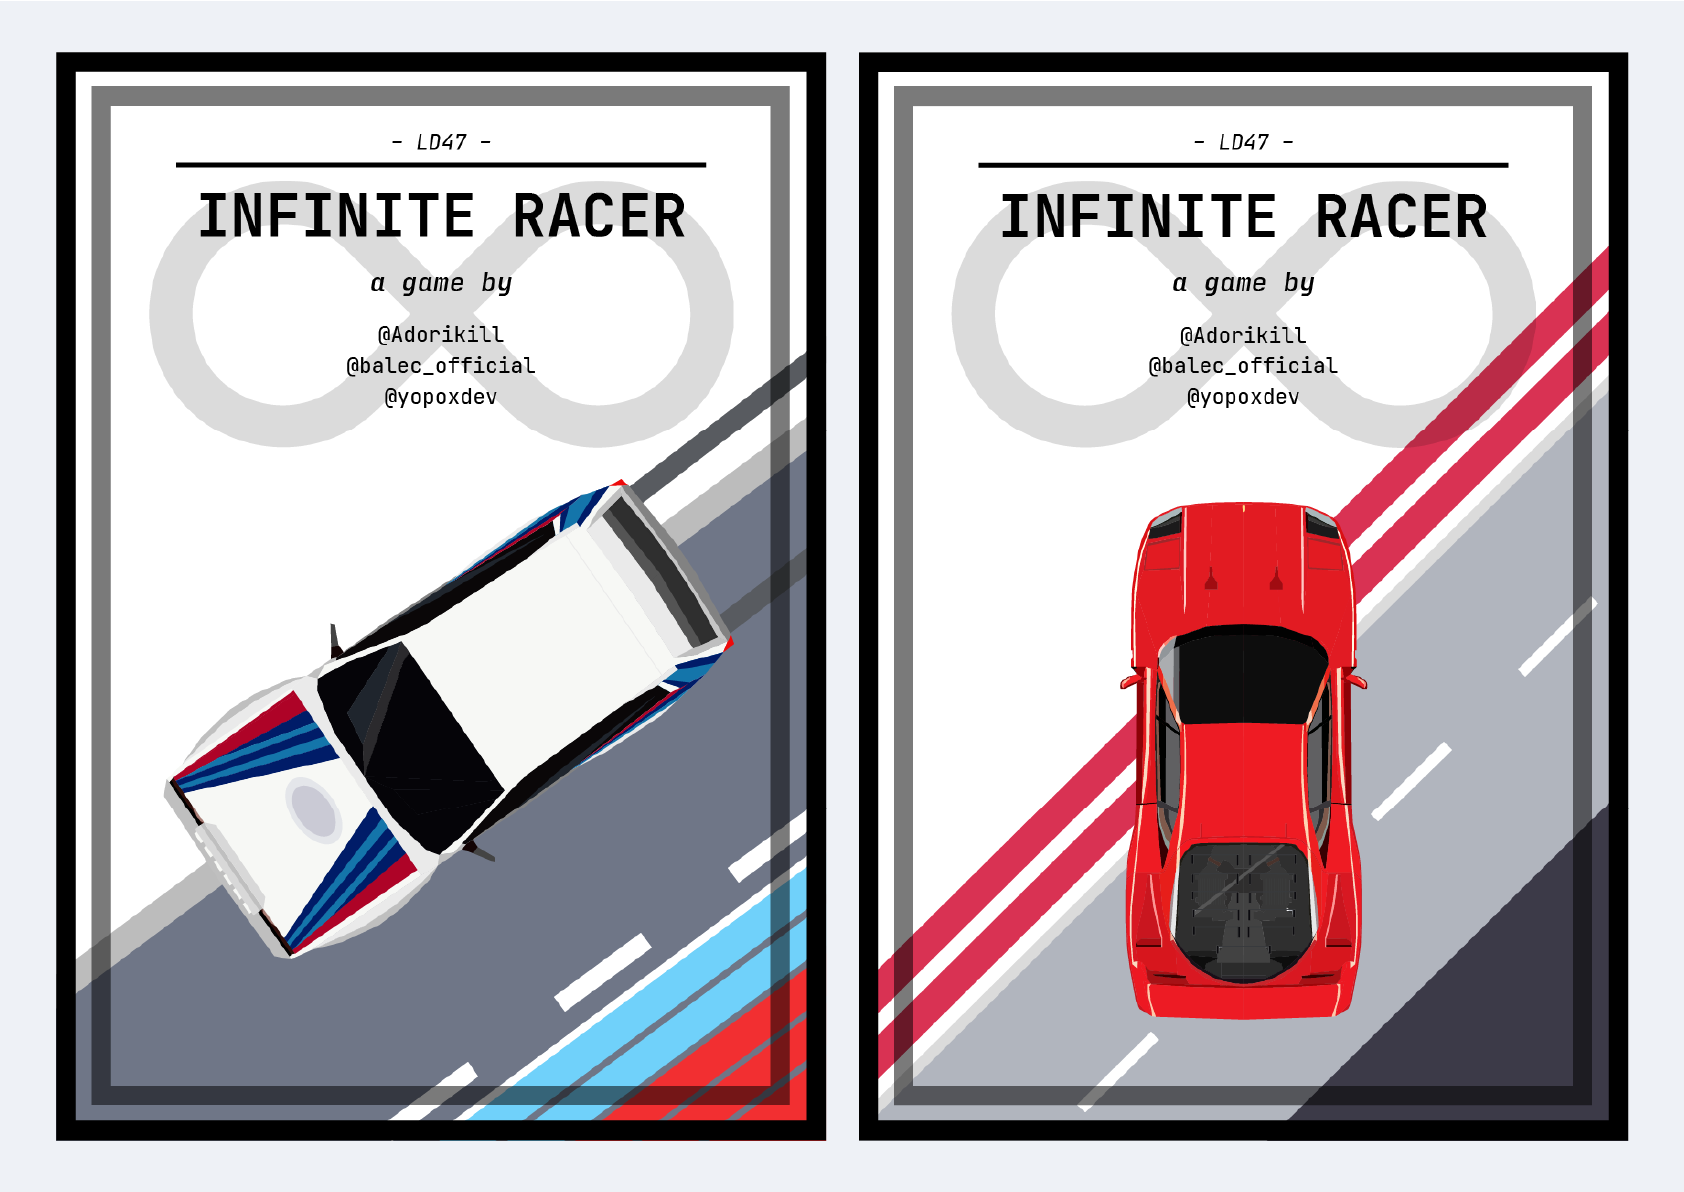 - LD47 -
INFINITE RACER
a game by
@Adorikill
@balec_official
@yopoxdev
- LD47 -
INFINITE RACER
a game by
@Adorikill
@balec_official
@yopoxdev